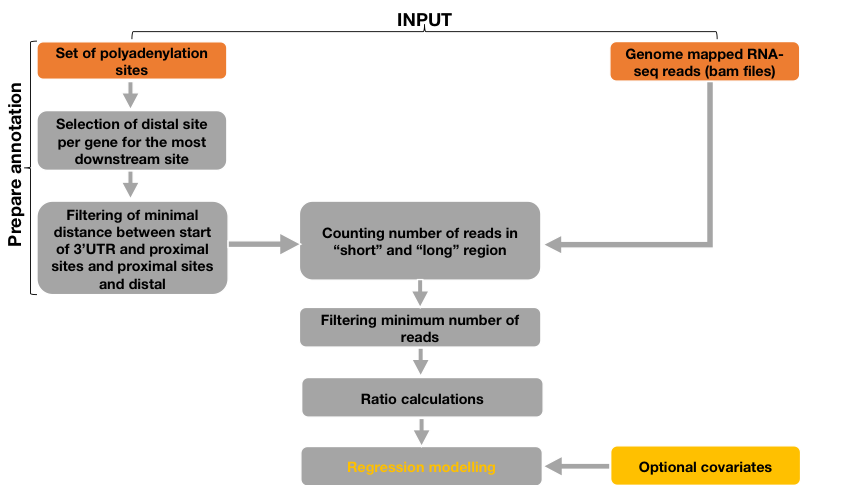 INPUT
Set of polyadenylation
sites
Genome mapped RNA-
seq reads (bam files)
Prepare annotation
Selection of distal site
per gene for the most
downstream site
Filtering of minimal
distance between start
of 3’UTR and proximal
sites and proximal sites
and distal
Counting number of reads in
“short” and “long” region
Filtering minimum number of
reads
Ratio calculations
Regression modelling
Optional covariates